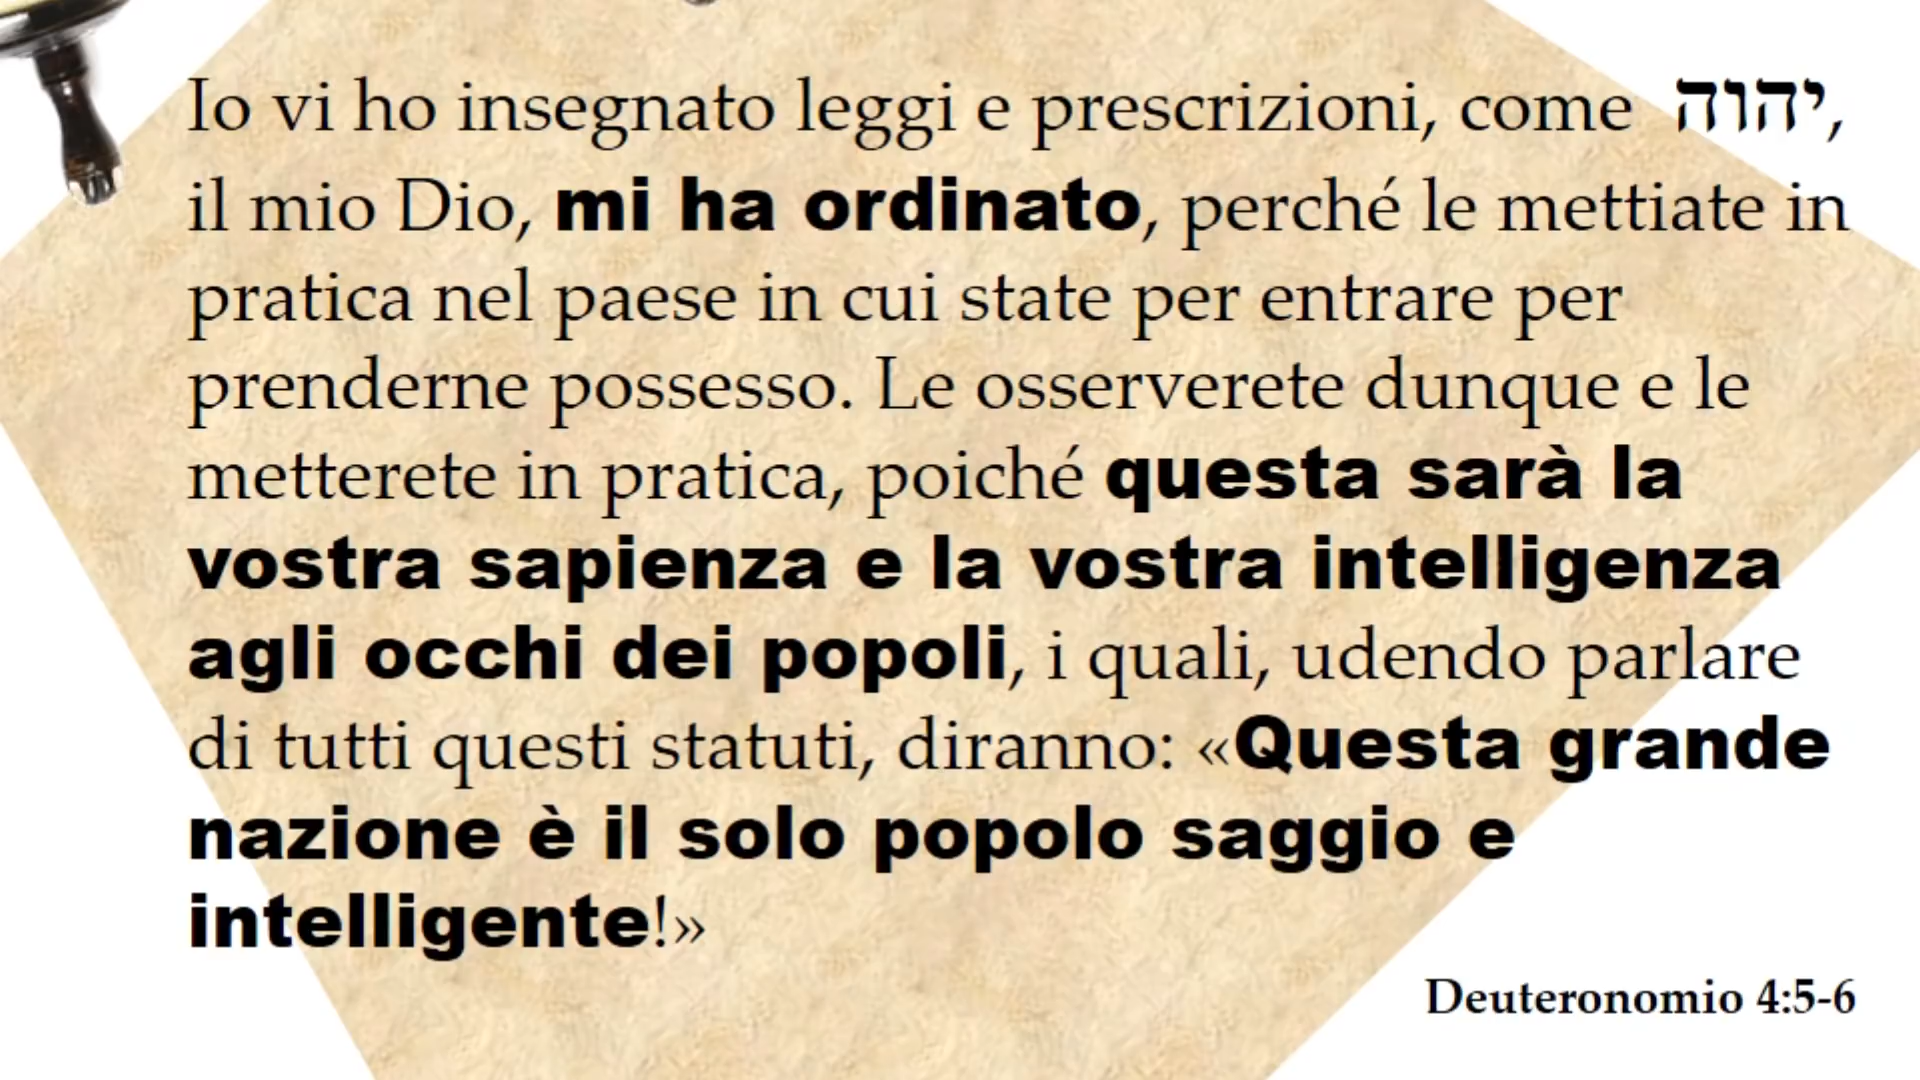 Io vi ho insegnato leggi e prescrizioni, come יהוה,
il mio Dio, mi ha ordinato, perché le mettiate in
pratica nel paese in cui state per entrare per
prenderne possesso. Le osserverete dunque e le
metterete in pratica, poiché questa sarà la
vostra sapienza e la vostra intelligenza
agli occhi dei popoli, i quali, udendo parlare
di tutti questi statuti, diranno: «Questa grande
nazione è il solo popolo saggio e
intelligente!»
Deuteronomio 4:5-6